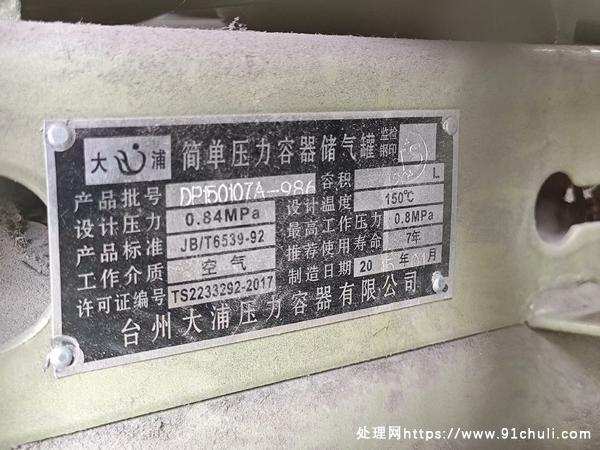 大浦 简单压力容器储气罐 监检钢印
产品批号 DP150107A-986 容积 L
设计压力 0.84MPa 设计温度 150℃
产品标准 JB/T6539-92 最高工作压力 0.8MPa
工作介质 空气 推荐使用寿命 7年
许可证编号 TS2233292-2017 制造日期 20 年 月
台州大浦压力容器有限公司
处理网https://www.91chuli.com/